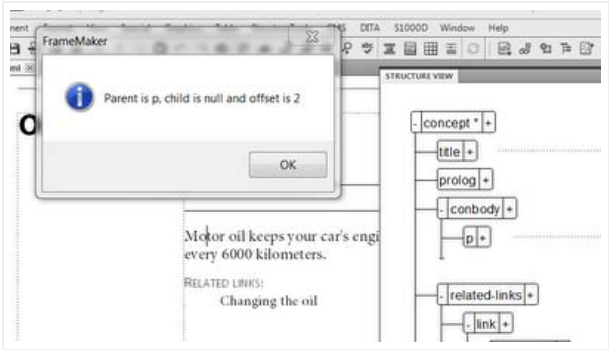 CMS DITA S1000D Window Help
FrameMaker
Parent is p, child is null and offset is 2
OK
STRUCTURE VIEW
- concept * +
title +
prolog +
- conbody +
p +
- related-links +
- link +
Motor oil keeps your car's engi
every 6000 kilometers.
RELATED LINKS:
Changing the oil